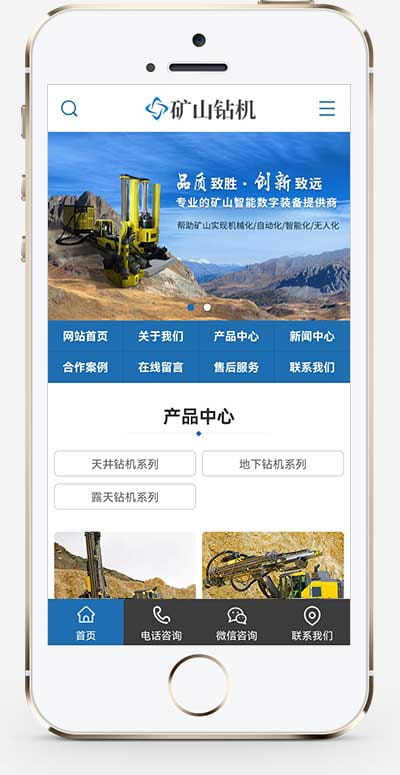 矿山钻机
品质致胜·创新致远
专业的矿山智能数字装备提供商
帮助矿山实现机械化/自动化/智能化/无人化
网站首页 关于我们 产品中心 新闻中心
合作案例 在线留言 售后服务 联系我们
产品中心
天井钻机系列 地下钻机系列
露天钻机系列
首页 电话咨询 微信咨询 联系我们